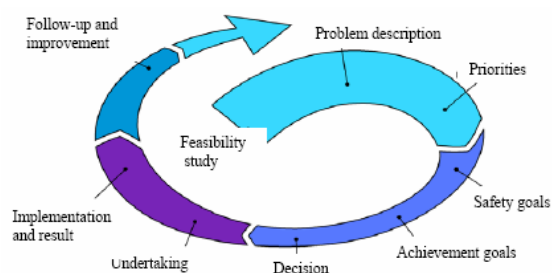 Follow-up and
improvement
Problem description
Priorities
Feasibility
study
Safety goals
Implementation
and result
Achievement goals
Undertaking
Decision